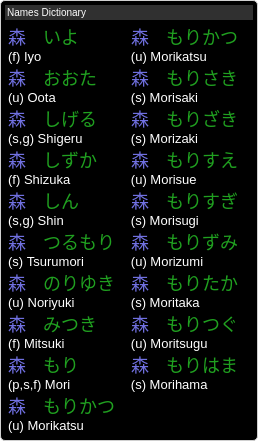 Names Dictionary
森 いよ
(f) Iyo
森 おおた
(u) Oota
森 しげる
(s,g) Shigeru
森 しずか
(f) Shizuka
森 しん
(s,g) Shin
森 つるもり
(s) Tsurumori
森 のりゆき
(u) Noriyuki
森 みつき
(f) Mitsuki
森 もり
(p,s,f) Mori
森 もりかつ
(u) Morikatsu
森 もりかつ
(u) Morikatsu
森 もりさき
(s) Morisaki
森 もりざき
(s) Morizaki
森 もりすえ
(u) Morisue
森 もりすぎ
(s) Morisugi
森 もりずみ
(u) Morizumi
森 もりたか
(s) Moritaka
森 もりつぐ
(u) Moritsugu
森 もりはま
(s) Morihama